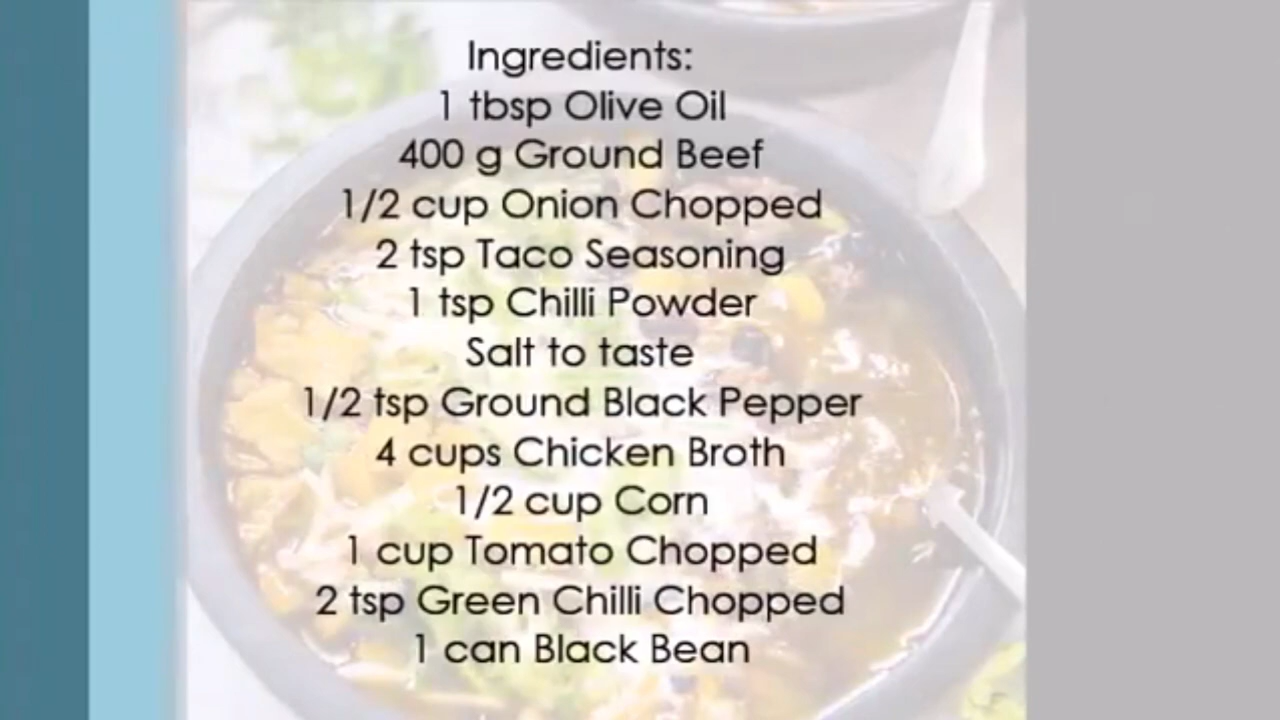 Ingredients:
1 tbsp Olive Oil
400 g Ground Beef
1/2 cup Onion Chopped
2 tsp Taco Seasoning
1 tsp Chilli Powder
Salt to taste
1/2 tsp Ground Black Pepper
4 cups Chicken Broth
1/2 cup Corn
1 cup Tomato Chopped
2 tsp Green Chilli Chopped
1 can Black Bean